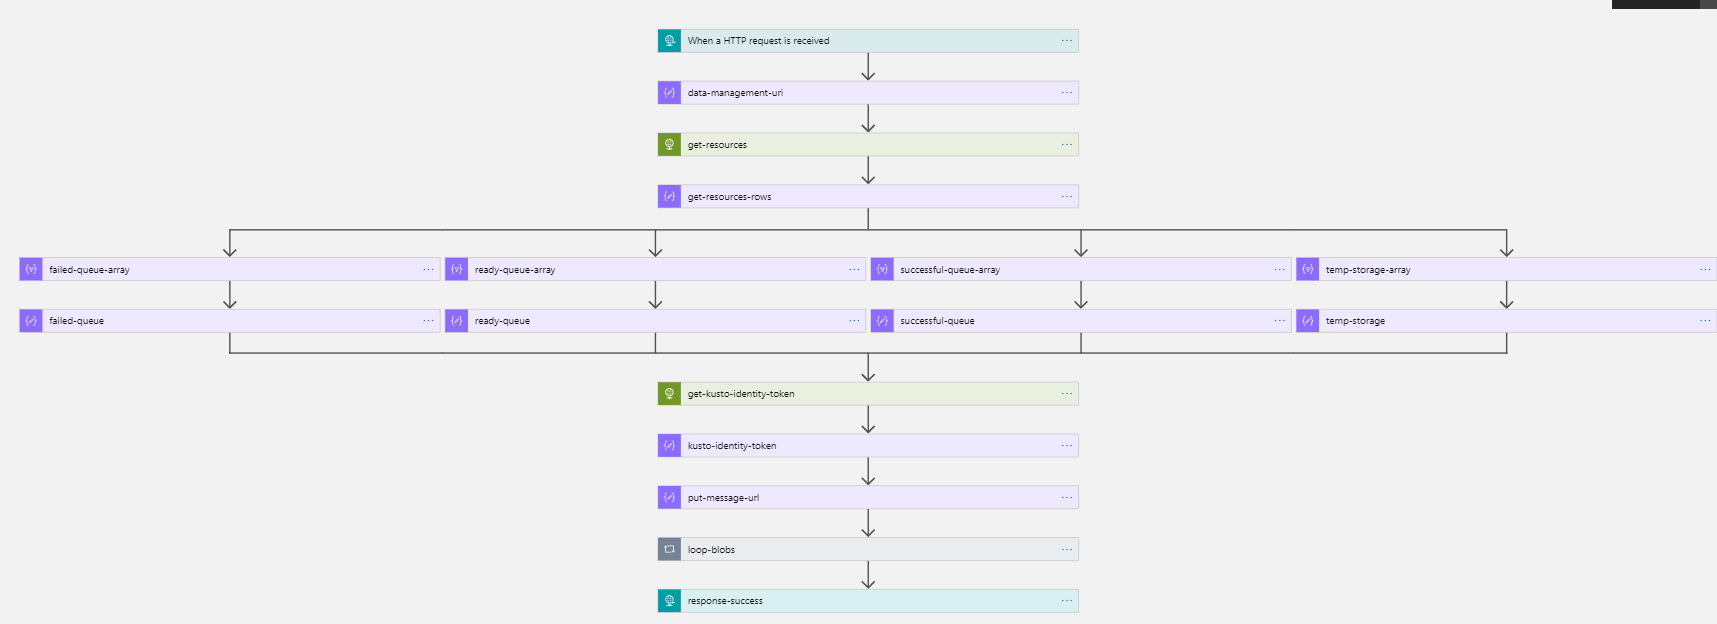 When a HTTP request is received
data-management-uri
get-resources
get-resources-rows
failed-queue-array
ready-queue-array
successful-queue-array
temp-storage-array
failed-queue
ready-queue
successful-queue
temp-storage
get-kusto-identity-token
kusto-identity-token
put-message-url
loop-blobs
response-success